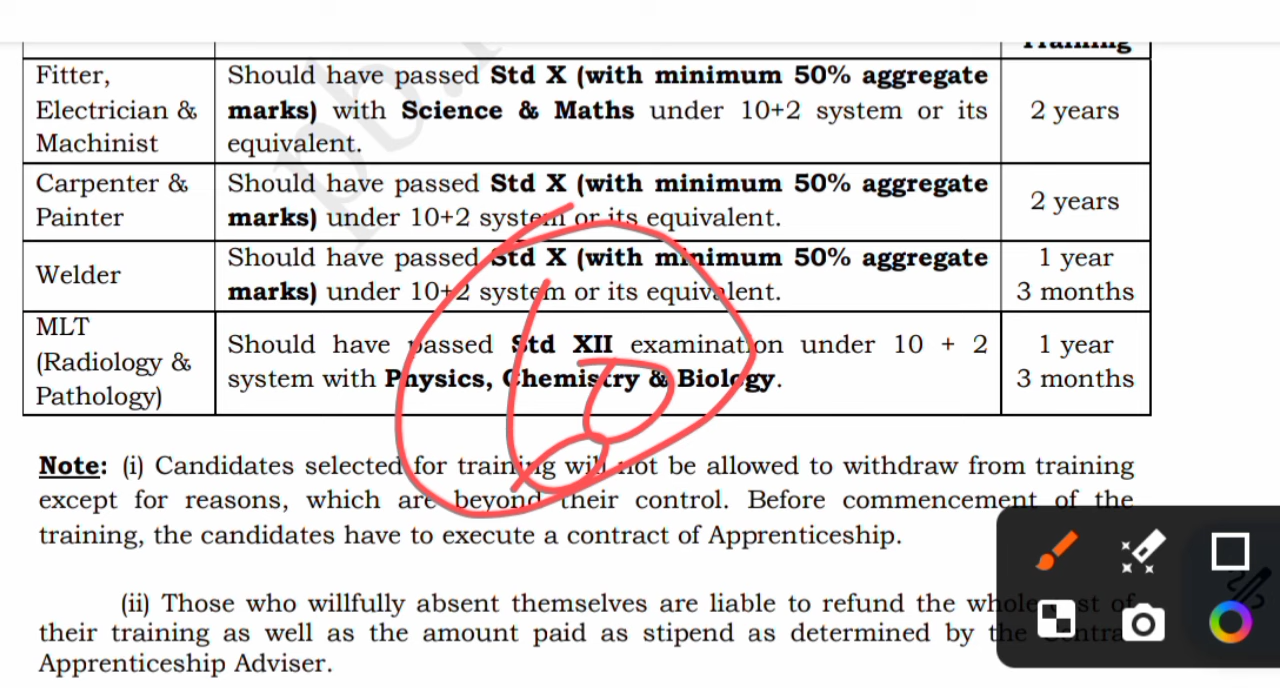 Training
Fitter,
Electrician &
Machinist
Should have passed Std X (with minimum 50% aggregate
marks) with Science & Maths under 10+2 system or its
equivalent.
2 years
Carpenter &
Painter
Should have passed Std X (with minimum 50% aggregate
marks) under 10+2 system or its equivalent.
2 years
Welder
Should have passed Std X (with minimum 50% aggregate
marks) under 10+2 system or its equivalent.
1 year
3 months
MLT
(Radiology &
Pathology)
Should have passed Std XII examination under 10 + 2
system with Physics, Chemistry & Biology.
1 year
3 months
Note: (i) Candidates selected for training will not be allowed to withdraw from training
except for reasons, which are beyond their control. Before commencement of the
training, the candidates have to execute a contract of Apprenticeship.
(ii) Those who willfully absent themselves are liable to refund the whole cost of
their training as well as the amount paid as stipend as determined by the Central
Apprenticeship Adviser.